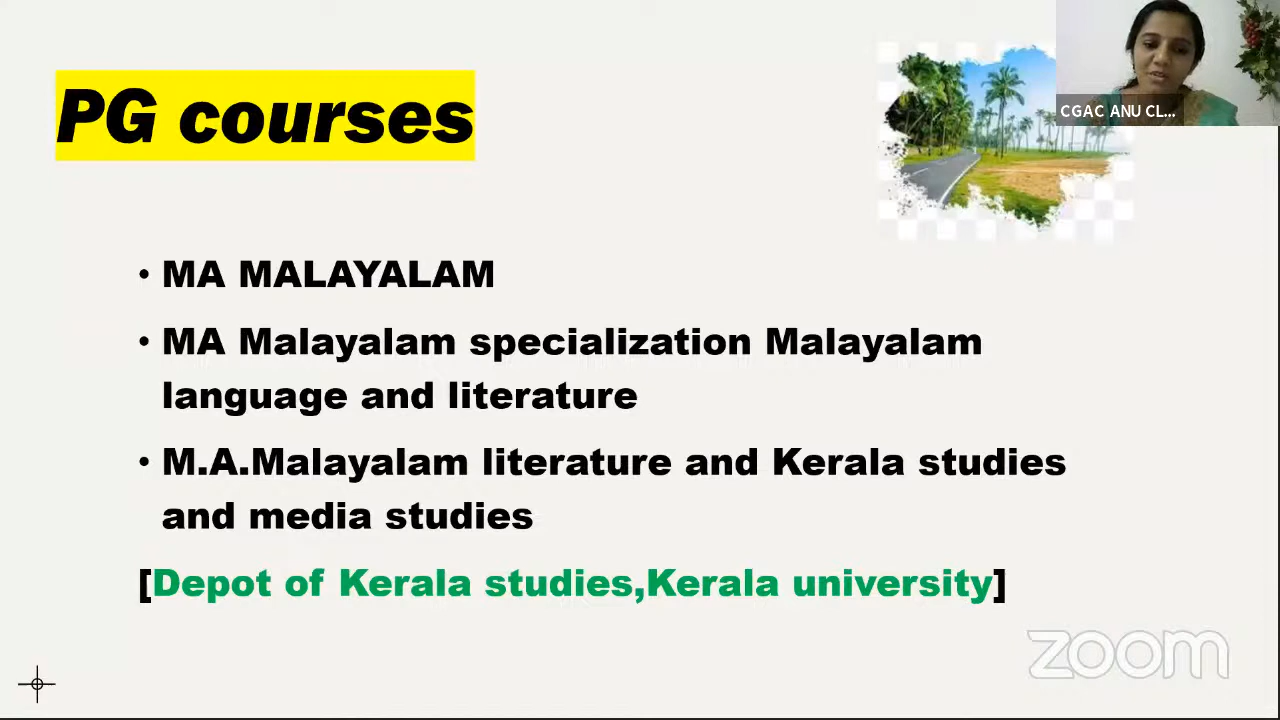 PG courses
CGAC ANU CL...
• MA MALAYALAM
• MA Malayalam specialization Malayalam
language and literature
• M.A.Malayalam literature and Kerala studies
and media studies
[Depot of Kerala studies,Kerala university]
zoom